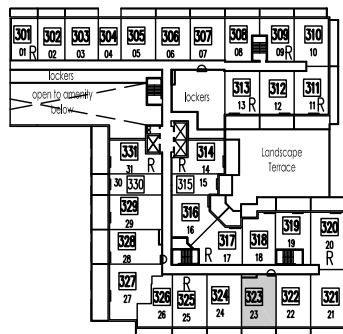 301 302 303 304 305 306 307 308 309 310
01 R 02 03 04 05 06 07 08 09 R 10
lockers
open to amenity
below
lockers
313 312 311
13 R 12 11 R
Landscape
Terrace
331 314
31 R R 14
30 330 315 15
329 316
29 16
328 317 318 319 320
28 17 18 19 20
R R
327 326 325 324 323 322 321
27 26 25 24 23 22 21
R